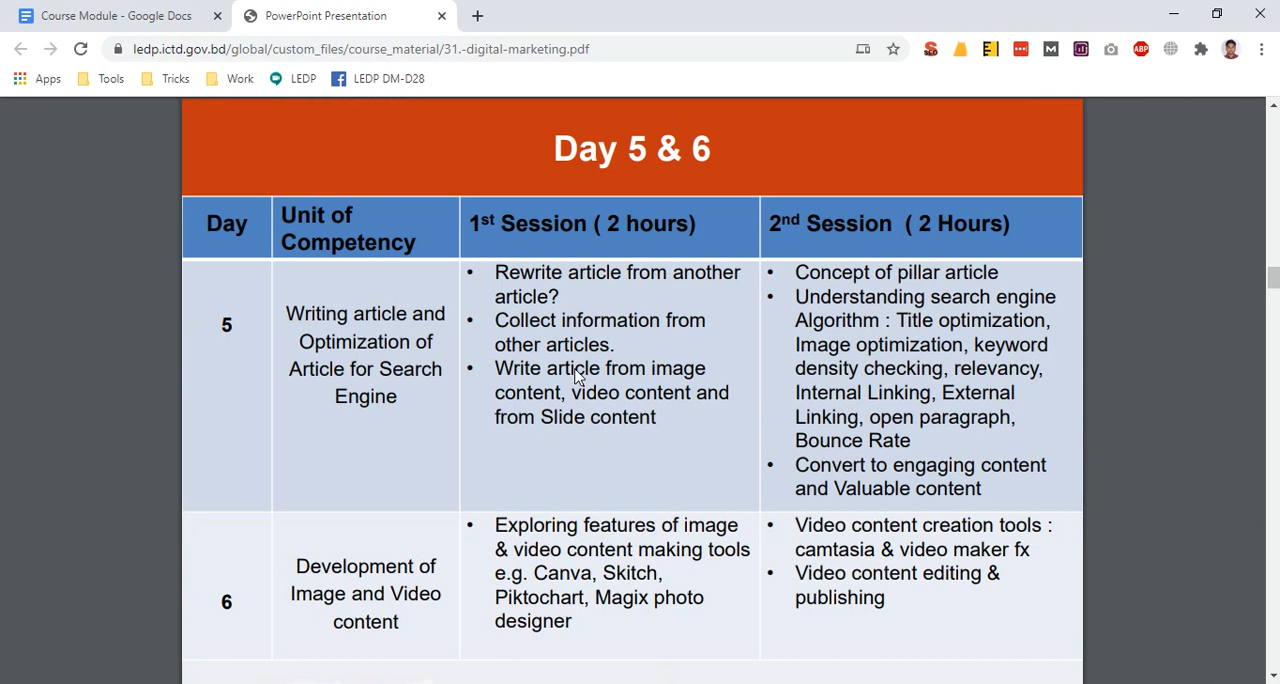 Course Module - Google Docs
PowerPoint Presentation
ledp.ictd.gov.bd/global/custom_files/course_material/31.-digital-marketing.pdf
Apps Tools Tricks Work LEDP LEDP DM-D28
Day 5 & 6
Day
Unit of
Competency
1st Session ( 2 hours)
2nd Session ( 2 Hours)
5
Writing article and
Optimization of
Article for Search
Engine
• Rewrite article from another
article?
• Collect information from
other articles.
• Write article from image
content, video content and
from Slide content
• Concept of pillar article
• Understanding search engine
Algorithm : Title optimization,
Image optimization, keyword
density checking, relevancy,
Internal Linking, External
Linking, open paragraph,
Bounce Rate
• Convert to engaging content
and Valuable content
6
Development of
Image and Video
content
• Exploring features of image
& video content making tools
e.g. Canva, Skitch,
Piktochart, Magix photo
designer
• Video content creation tools :
camtasia & video maker fx
• Video content editing &
publishing